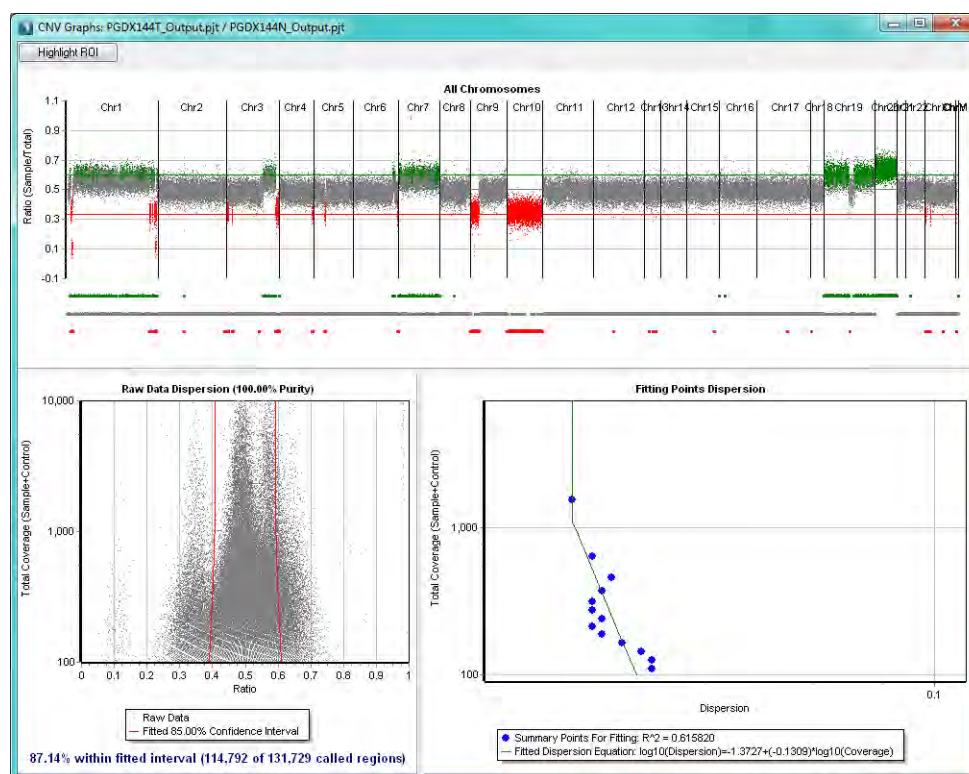 CNV Graphs: PGDX144T_Output.pjt / PGDX144N_Output.pjt
Highlight ROI
All Chromosomes
Ratio (Sample/Total)
1.1
0.9
0.7
0.5
0.3
0.1
-0.1
Chr1 Chr2 Chr3 Chr4 Chr5 Chr6 Chr7 Chr8 Chr9 Chr10 Chr11 Chr12 Chr14 Chr15 Chr16 Chr17 Chr18 Chr19
Raw Data Dispersion (100.00% Purity)
Total Coverage (Sample+Control)
10,000
1,000
100
0 0.1 0.2 0.3 0.4 0.5 0.6 0.7 0.8 0.9 1
Ratio
Raw Data
Fitted 85.00% Confidence Interval
87.14% within fitted interval (114,792 of 131,729 called regions)
Fitting Points Dispersion
Total Coverage (Sample+Control)
1,000
100
0.1
Dispersion
Summary Points For Fitting: R^2 = 0.615820
Fitted Dispersion Equation: log10(Dispersion)=-1.3727+(-0.1309)*log10(Coverage)